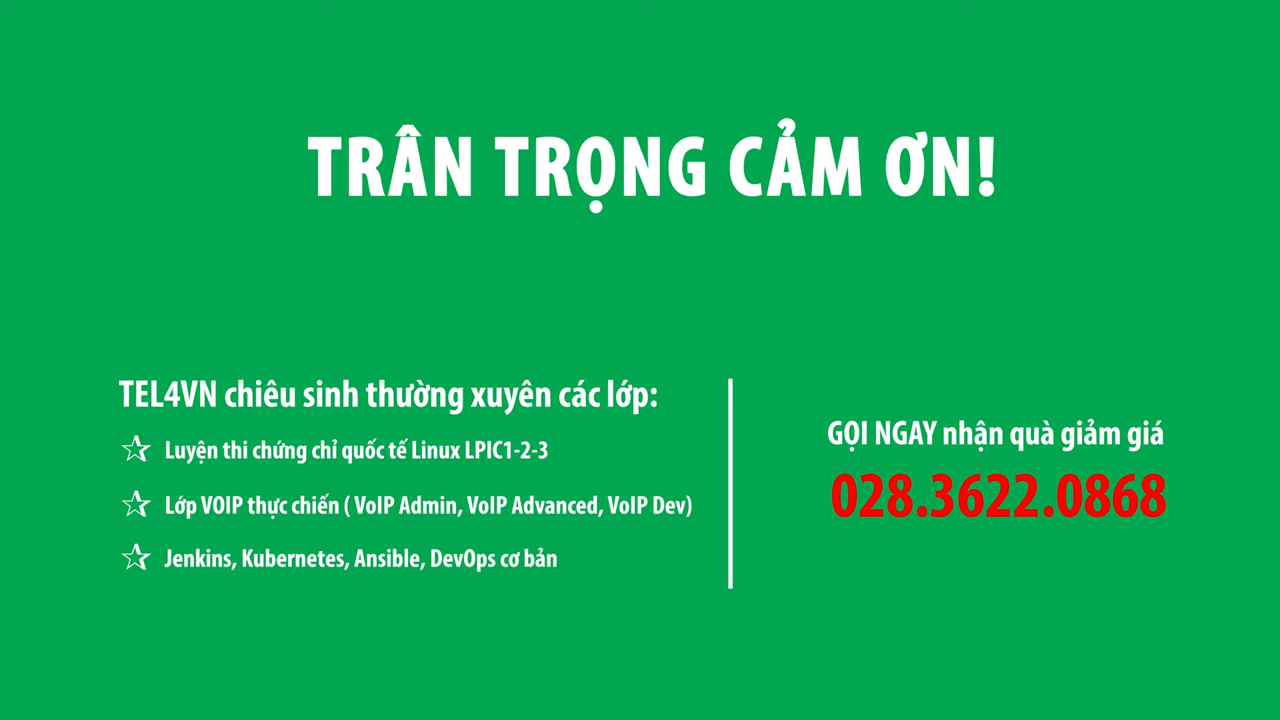 TRÂN TRỌNG CẢM ƠN!
TEL4VN chiêu sinh thường xuyên các lớp:
Luyện thi chứng chỉ quốc tế Linux LPIC1-2-3
Lớp VOIP thực chiến ( VoIP Admin, VoIP Advanced, VoIP Dev)
Jenkins, Kubernetes, Ansible, DevOps cơ bản
GỌI NGAY nhận quà giảm giá
028.3622.0868